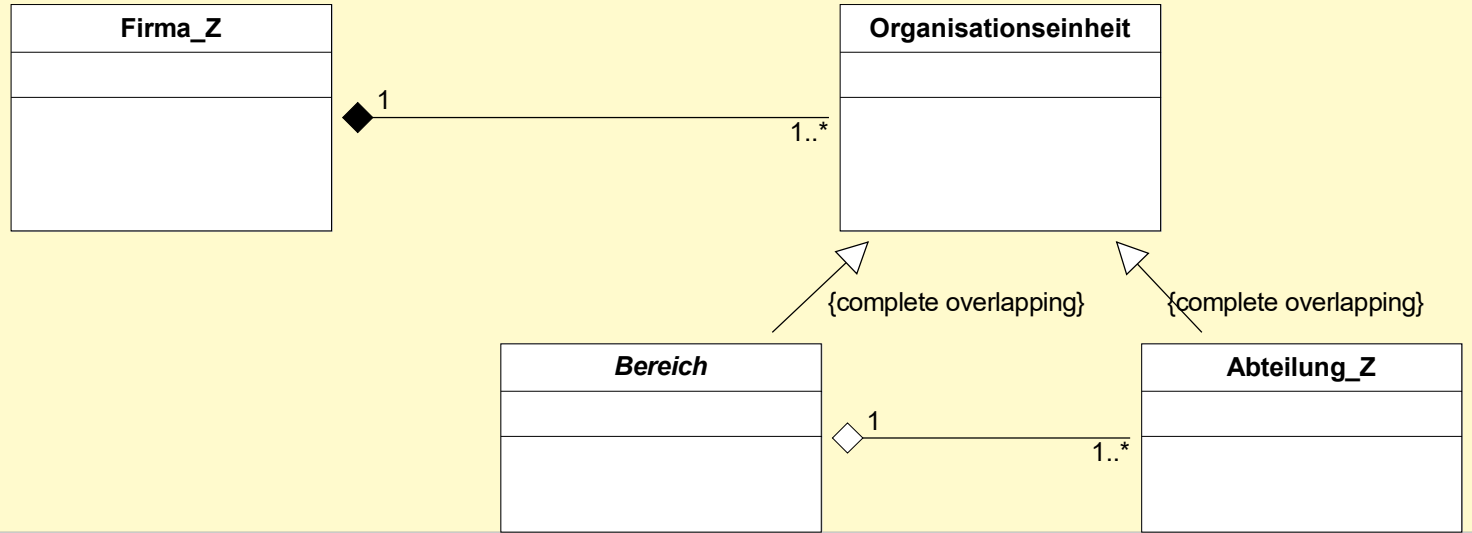 Firma_Z
Organisationseinheit
1
1..*
{complete overlapping}
{complete overlapping}
Bereich
Abteilung_Z
1
1..*